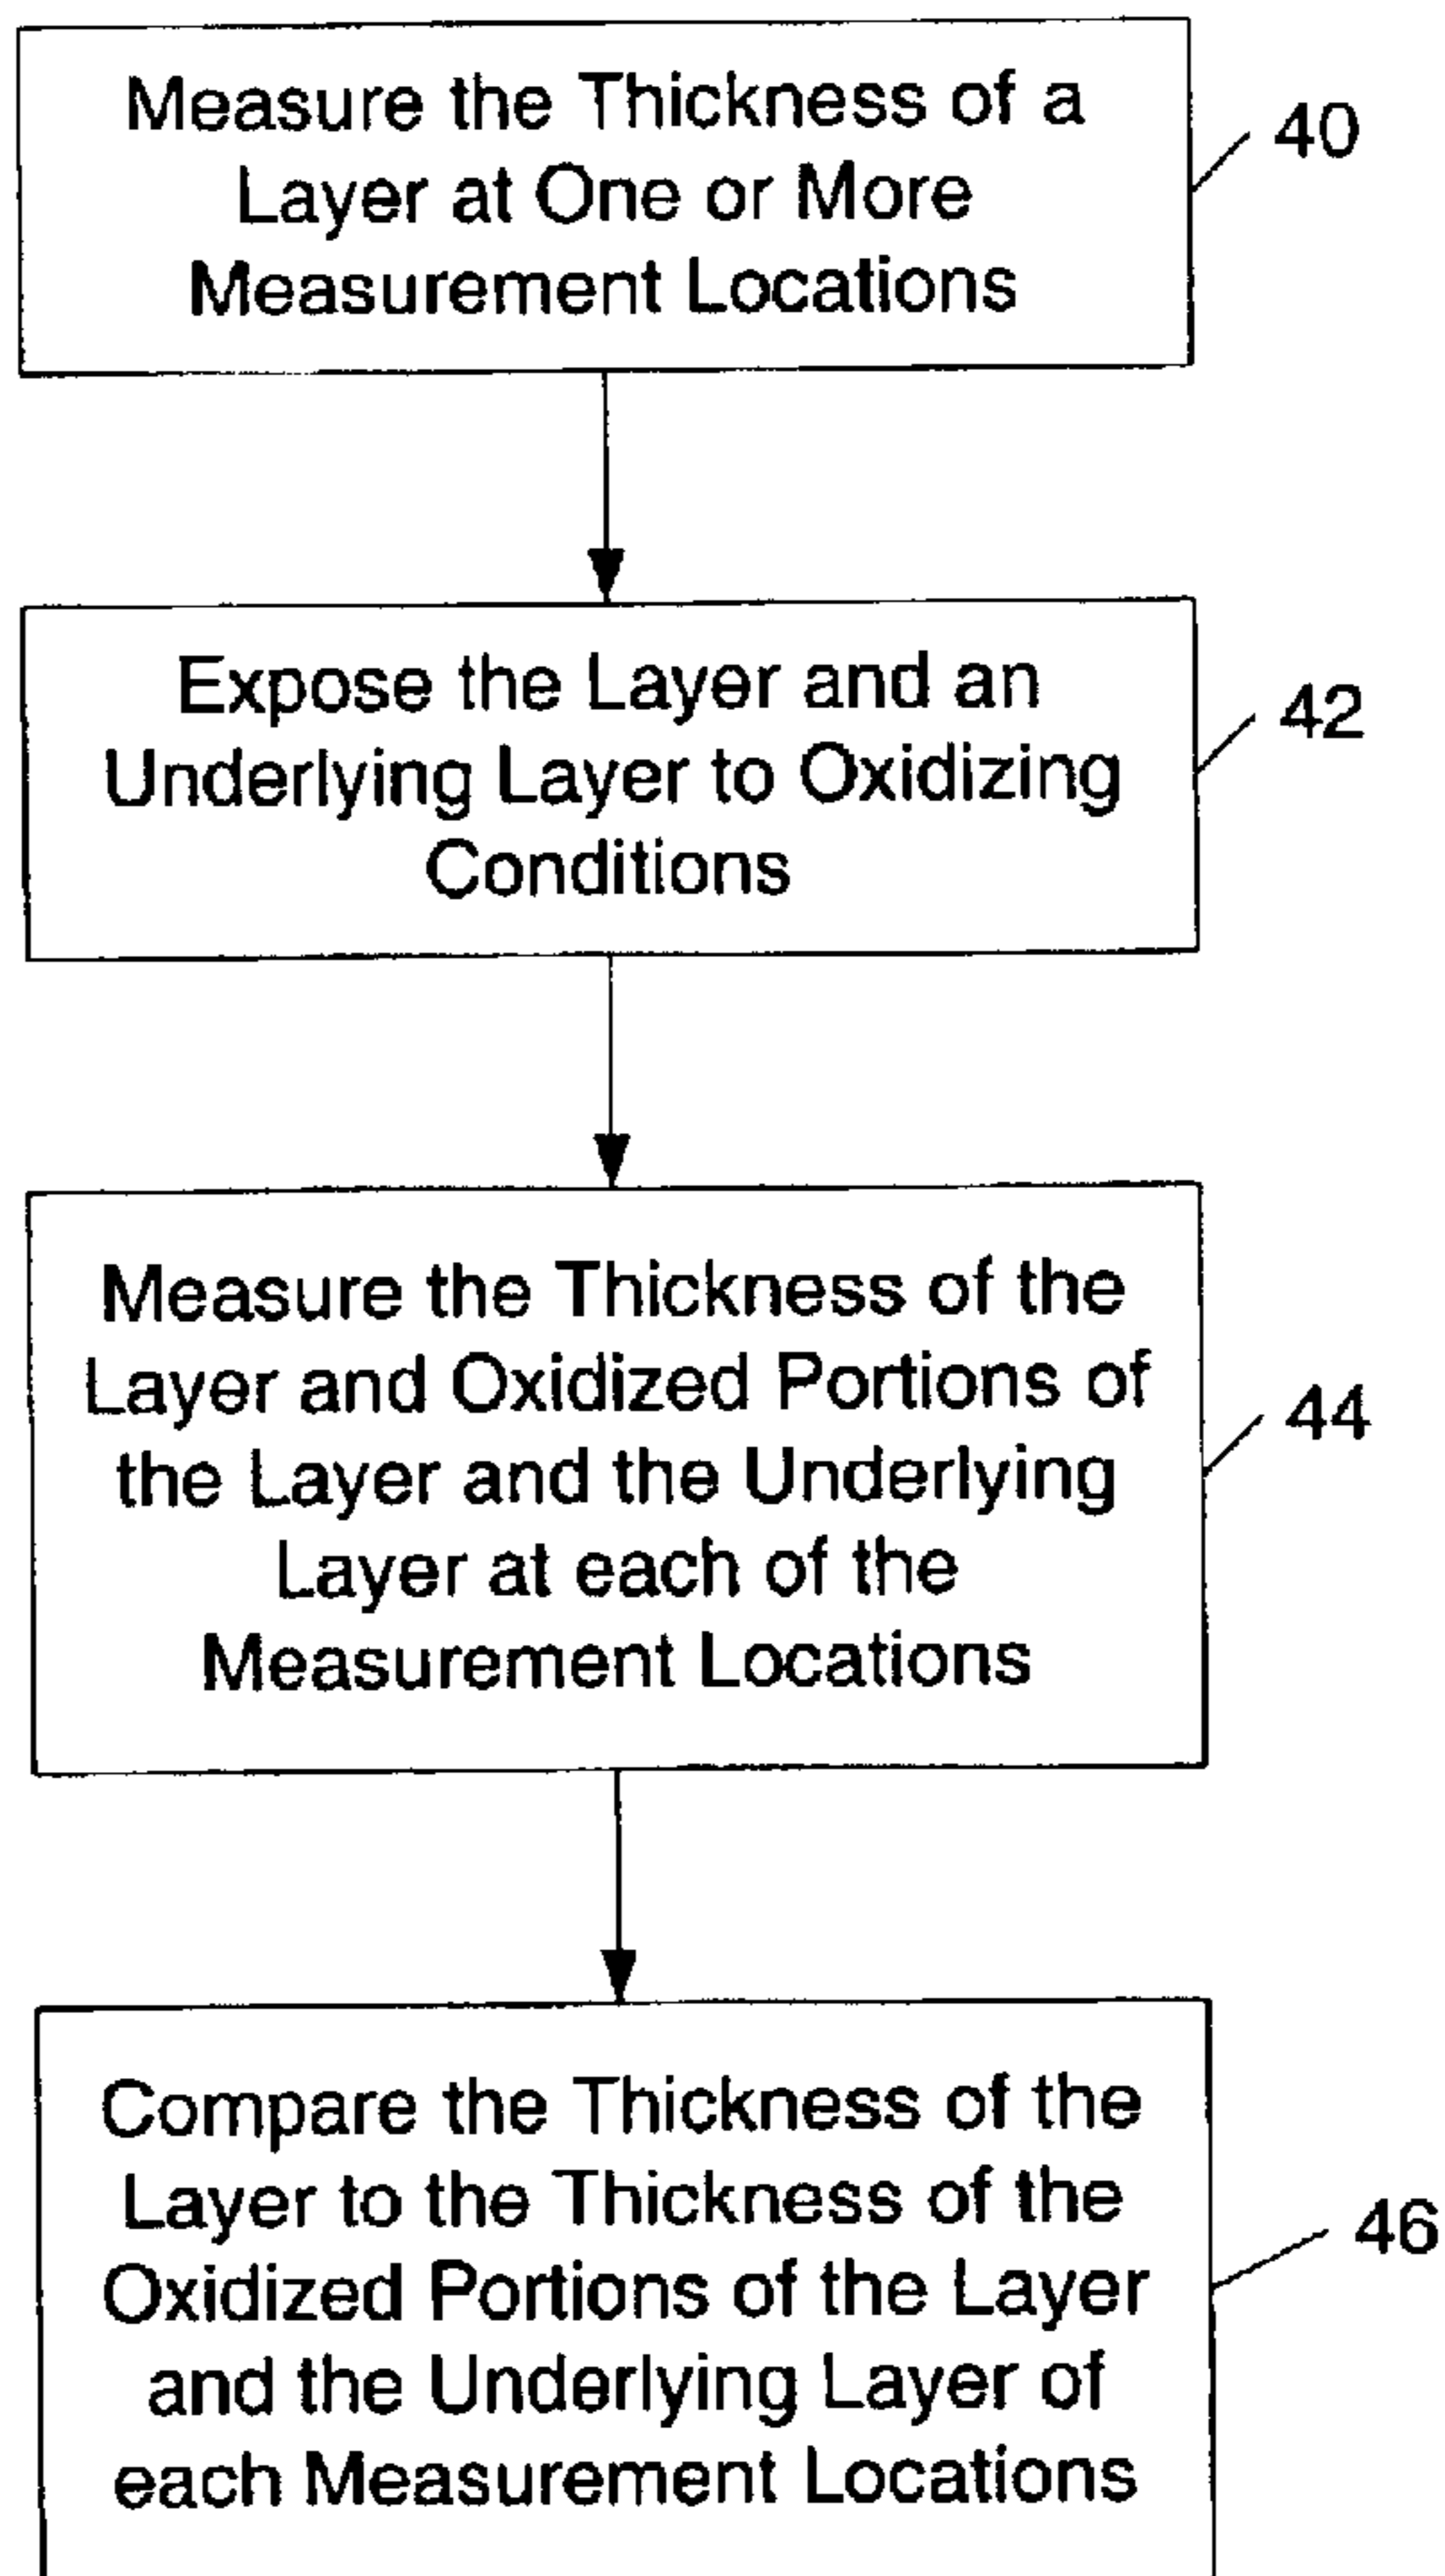 Measure the Thickness of a
Layer at One or More
Measurement Locations
40
Expose the Layer and an
Underlying Layer to Oxidizing
Conditions
42
Measure the Thickness of the
Layer and Oxidized Portions of
the Layer and the Underlying
Layer at each of the
Measurement Locations
44
Compare the Thickness of the
Layer to the Thickness of the
Oxidized Portions of the Layer
and the Underlying Layer of
each Measurement Locations
46